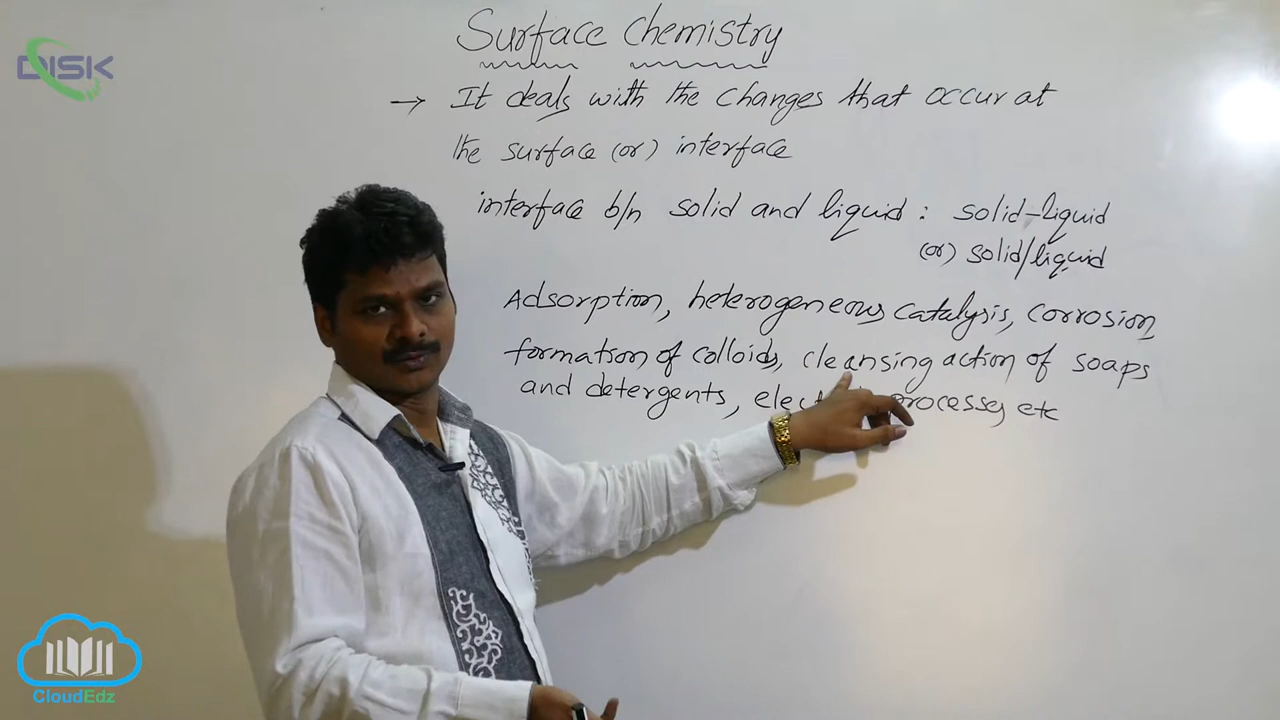 DISK
Surface Chemistry
→ It deals with the changes that occur at
the surface (or) interface
interface b/n solid and liquid : solid-liquid
(or) solid/liquid
Adsorption, heterogeneous catalysis, corrosion,
formation of colloids, cleansing action of soaps
and detergents, processes, etc
CloudEdz